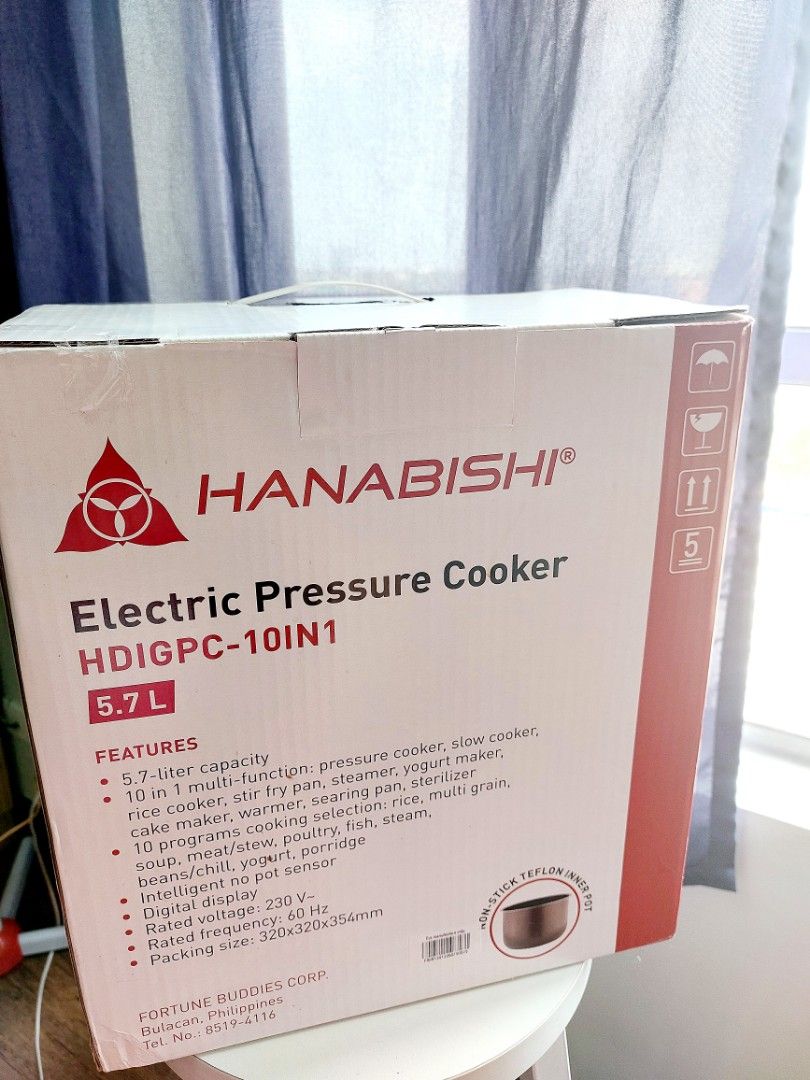 HANABISHI®
Electric Pressure Cooker
HDIGPC-10IN1
5.7 L
FEATURES
• 5.7-liter capacity
• 10 in 1 multi-function: pressure cooker, slow cooker,
rice cooker, stir fry pan, steamer, yogurt maker,
cake maker, warmer, searing pan, sterilizer
• 10 programs cooking selection: rice, multi grain,
soup, meat/stew, poultry, fish, steam,
beans/chill, yogurt, porridge
• Intelligent no pot sensor
• Digital display
• Rated voltage: 230 V~
• Rated frequency: 60 Hz
• Packing size: 320x320x354mm
FORTUNE BUDDIES CORP.
Bulacan, Philippines
Tel. No.: 8519-4116
NON-STICK TEFLON INNER POT
5